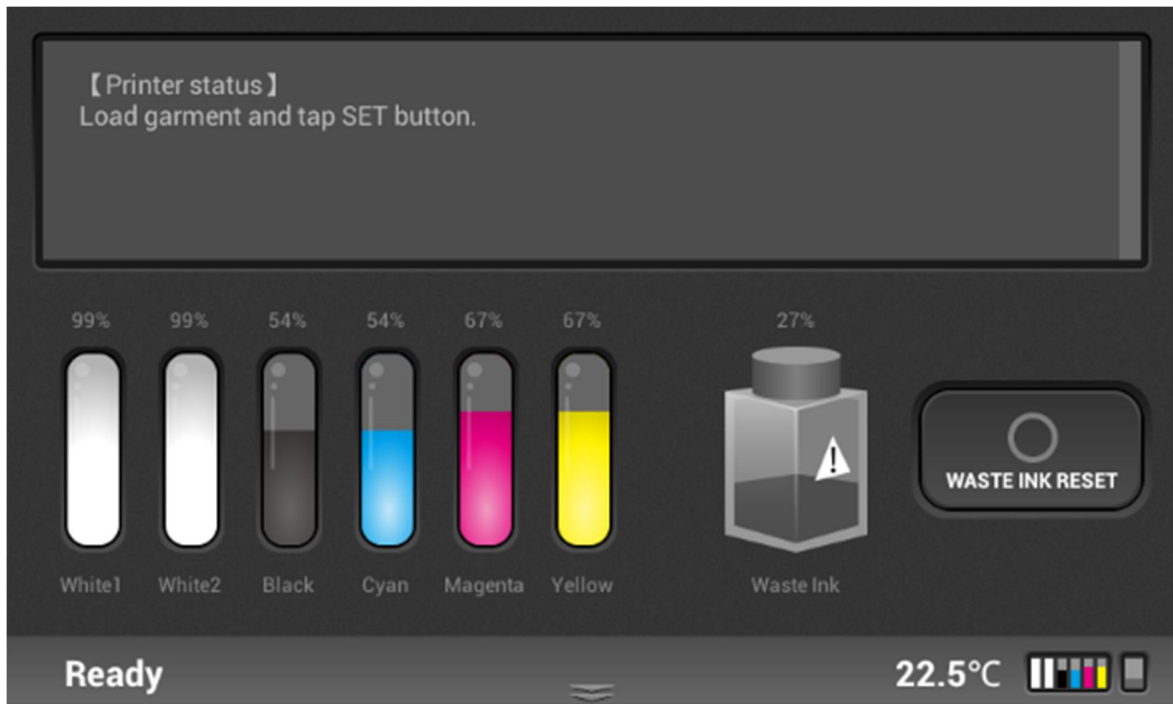 【Printer status】
Load garment and tap SET button.
99% 99% 54% 54% 67% 67% 27%
!
WASTE INK RESET
White1 White2 Black Cyan Magenta Yellow Waste Ink
Ready 22.5°C